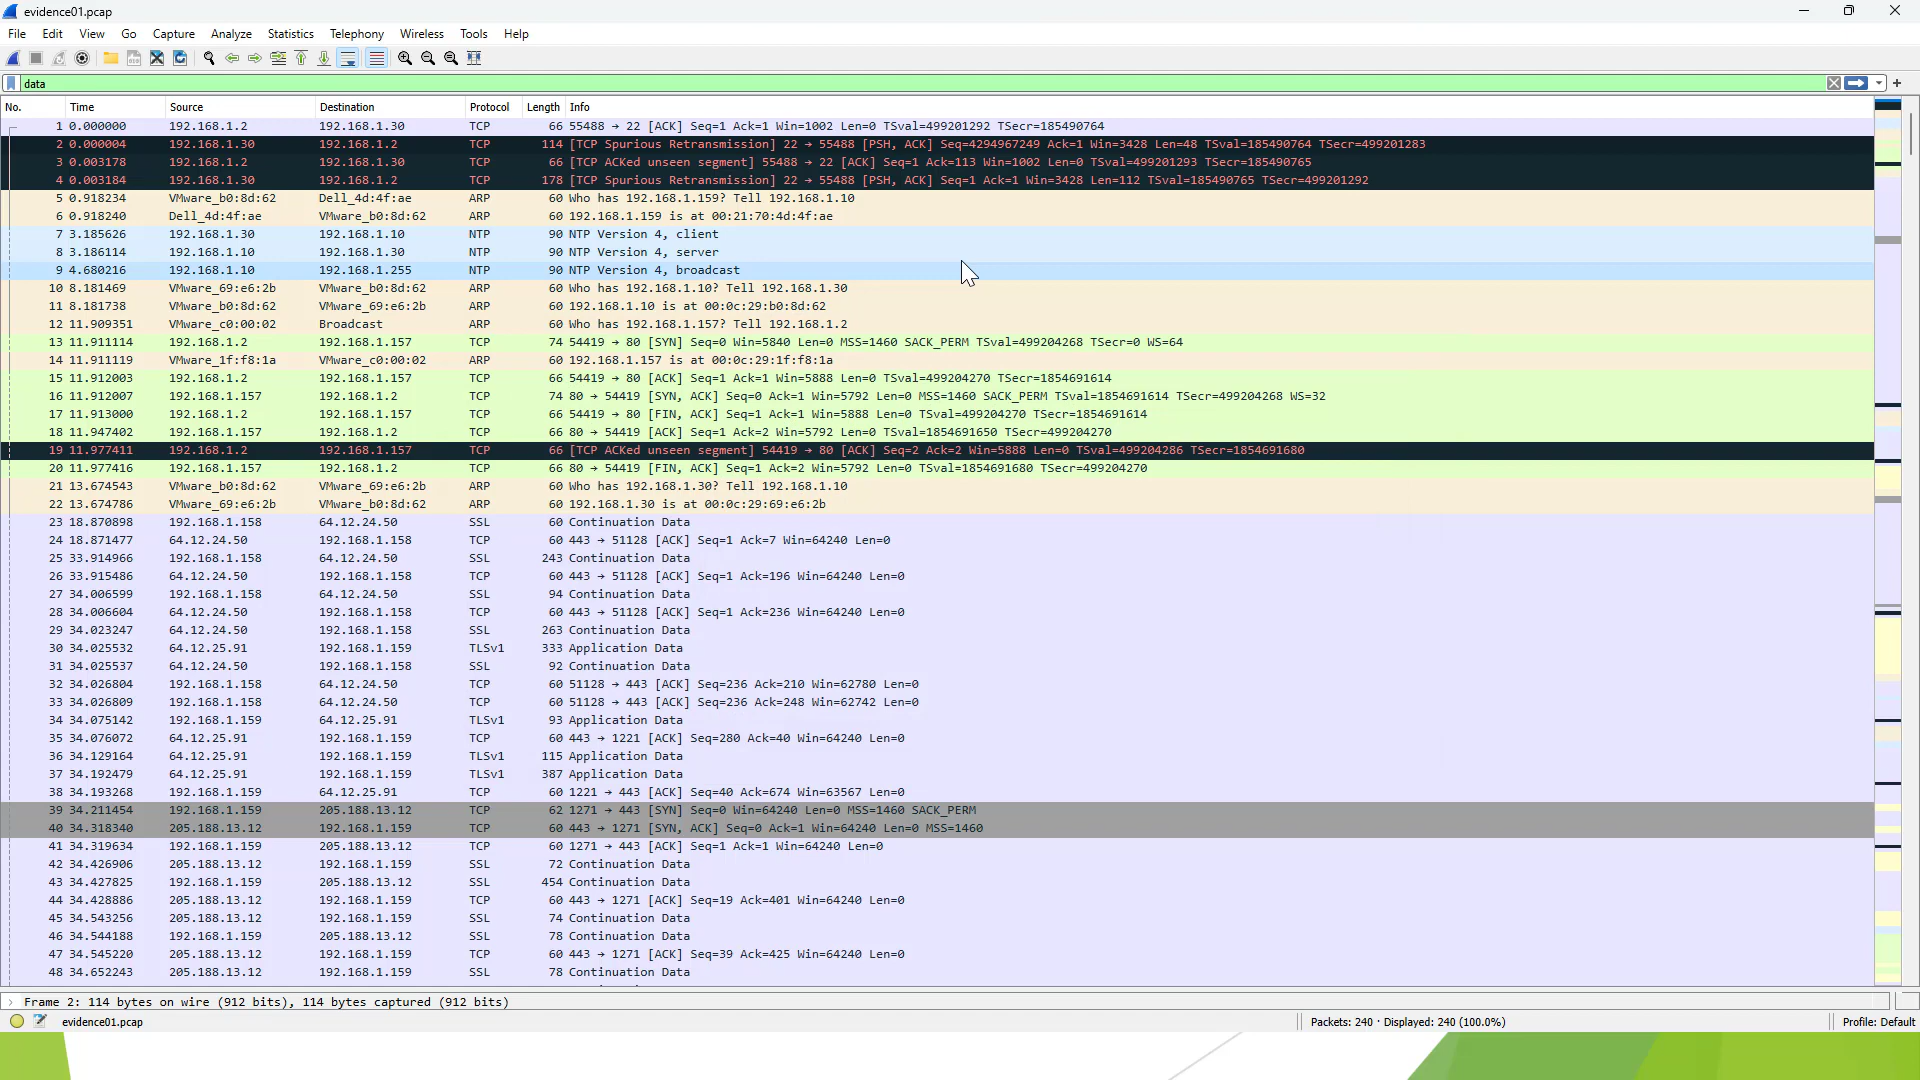 evidence01.pcap
File Edit View Go Capture Analyze Statistics Telephony Wireless Tools Help
data
No. Time Source Destination Protocol Length Info
1 0.000000 192.168.1.2 192.168.1.30 TCP 66 55488 → 22 [ACK] Seq=1 Ack=1 Win=1002 Len=0 TSval=499201292 TSecr=185490764
2 0.000004 192.168.1.30 192.168.1.2 TCP 114 [TCP Spurious Retransmission] 22 → 55488 [PSH, ACK] Seq=4294967249 Ack=1 Win=3428 Len=48 TSval=185490764 TSecr=499201283
3 0.003178 192.168.1.2 192.168.1.30 TCP 66 [TCP ACKed unseen segment] 55488 → 22 [ACK] Seq=1 Ack=113 Win=1002 Len=0 TSval=499201293 TSecr=185490765
4 0.003184 192.168.1.30 192.168.1.2 TCP 178 [TCP Spurious Retransmission] 22 → 55488 [PSH, ACK] Seq=1 Ack=1 Win=3428 Len=112 TSval=185490765 TSecr=499201292
5 0.918234 VMware_b0:8d:62 Dell_4d:4f:ae ARP 60 Who has 192.168.1.159? Tell 192.168.1.10
6 0.918240 Dell_4d:4f:ae VMware_b0:8d:62 ARP 60 192.168.1.159 is at 00:21:70:4d:4f:ae
7 3.185626 192.168.1.30 192.168.1.10 NTP 90 NTP Version 4, client
8 3.186114 192.168.1.10 192.168.1.30 NTP 90 NTP Version 4, server
9 4.680216 192.168.1.10 192.168.1.255 NTP 90 NTP Version 4, broadcast
10 8.181469 VMware_69:e6:2b VMware_b0:8d:62 ARP 60 Who has 192.168.1.10? Tell 192.168.1.30
11 8.181738 VMware_b0:8d:62 VMware_69:e6:2b ARP 60 192.168.1.10 is at 00:0c:29:b0:8d:62
12 11.909351 VMware_c0:00:02 Broadcast ARP 60 Who has 192.168.1.157? Tell 192.168.1.2
13 11.911114 192.168.1.2 192.168.1.157 TCP 74 54419 → 80 [SYN] Seq=0 Win=5840 Len=0 MSS=1460 SACK_PERM TSval=499204268 TSecr=0 WS=64
14 11.911119 VMware_1f:f8:1a VMware_c0:00:02 ARP 60 192.168.1.157 is at 00:0c:29:1f:f8:1a
15 11.912003 192.168.1.2 192.168.1.157 TCP 66 54419 → 80 [ACK] Seq=1 Ack=1 Win=5888 Len=0 TSval=499204270 TSecr=1854691614
16 11.912007 192.168.1.157 192.168.1.2 TCP 74 80 → 54419 [SYN, ACK] Seq=0 Ack=1 Win=5792 Len=0 MSS=1460 SACK_PERM TSval=1854691614 TSecr=499204268 WS=32
17 11.913000 192.168.1.2 192.168.1.157 TCP 66 54419 → 80 [FIN, ACK] Seq=1 Ack=1 Win=5888 Len=0 TSval=499204270 TSecr=1854691614
18 11.947402 192.168.1.157 192.168.1.2 TCP 66 80 → 54419 [ACK] Seq=1 Ack=2 Win=5792 Len=0 TSval=1854691650 TSecr=499204270
19 11.977411 192.168.1.2 192.168.1.157 TCP 66 [TCP ACKed unseen segment] 54419 → 80 [ACK] Seq=2 Ack=2 Win=5888 Len=0 TSval=499204286 TSecr=1854691680
20 11.977416 192.168.1.157 192.168.1.2 TCP 66 80 → 54419 [FIN, ACK] Seq=1 Ack=2 Win=5792 Len=0 TSval=1854691680 TSecr=499204270
21 13.674543 VMware_b0:8d:62 VMware_69:e6:2b ARP 60 Who has 192.168.1.30? Tell 192.168.1.10
22 13.674786 VMware_69:e6:2b VMware_b0:8d:62 ARP 60 192.168.1.30 is at 00:0c:29:69:e6:2b
23 18.870898 192.168.1.158 64.12.24.50 SSL 60 Continuation Data
24 18.871477 64.12.24.50 192.168.1.158 TCP 60 443 → 51128 [ACK] Seq=1 Ack=7 Win=64240 Len=0
25 33.914966 192.168.1.158 64.12.24.50 SSL 243 Continuation Data
26 33.915486 64.12.24.50 192.168.1.158 TCP 60 443 → 51128 [ACK] Seq=1 Ack=196 Win=64240 Len=0
27 34.006599 192.168.1.158 64.12.24.50 SSL 94 Continuation Data
28 34.006604 64.12.24.50 192.168.1.158 TCP 60 443 → 51128 [ACK] Seq=1 Ack=236 Win=64240 Len=0
29 34.023247 64.12.24.50 192.168.1.158 SSL 263 Continuation Data
30 34.025532 64.12.25.91 192.168.1.159 TLSv1 333 Application Data
31 34.025537 64.12.24.50 192.168.1.158 SSL 92 Continuation Data
32 34.026804 192.168.1.158 64.12.24.50 TCP 60 51128 → 443 [ACK] Seq=236 Ack=210 Win=62780 Len=0
33 34.026809 192.168.1.158 64.12.24.50 TCP 60 51128 → 443 [ACK] Seq=236 Ack=248 Win=62742 Len=0
34 34.075142 192.168.1.159 64.12.25.91 TLSv1 93 Application Data
35 34.076072 64.12.25.91 192.168.1.159 TCP 60 443 → 1221 [ACK] Seq=280 Ack=40 Win=64240 Len=0
36 34.129164 64.12.25.91 192.168.1.159 TLSv1 115 Application Data
37 34.192479 64.12.25.91 192.168.1.159 TLSv1 387 Application Data
38 34.193268 192.168.1.159 64.12.25.91 TCP 60 1221 → 443 [ACK] Seq=40 Ack=674 Win=63567 Len=0
39 34.211454 192.168.1.159 205.188.13.12 TCP 62 1271 → 443 [SYN] Seq=0 Win=64240 Len=0 MSS=1460 SACK_PERM
40 34.318340 205.188.13.12 192.168.1.159 TCP 60 443 → 1271 [SYN, ACK] Seq=0 Ack=1 Win=64240 Len=0 MSS=1460
41 34.319634 192.168.1.159 205.188.13.12 TCP 60 1271 → 443 [ACK] Seq=1 Ack=1 Win=64240 Len=0
42 34.426906 205.188.13.12 192.168.1.159 SSL 72 Continuation Data
43 34.427825 192.168.1.159 205.188.13.12 SSL 454 Continuation Data
44 34.428886 205.188.13.12 192.168.1.159 TCP 60 443 → 1271 [ACK] Seq=19 Ack=401 Win=64240 Len=0
45 34.543256 205.188.13.12 192.168.1.159 SSL 74 Continuation Data
46 34.544188 192.168.1.159 205.188.13.12 SSL 78 Continuation Data
47 34.545220 205.188.13.12 192.168.1.159 TCP 60 443 → 1271 [ACK] Seq=39 Ack=425 Win=64240 Len=0
48 34.652243 205.188.13.12 192.168.1.159 SSL 78 Continuation Data
Frame 2: 114 bytes on wire (912 bits), 114 bytes captured (912 bits)
evidence01.pcap Packets: 240 · Displayed: 240 (100.0%) Profile: Default